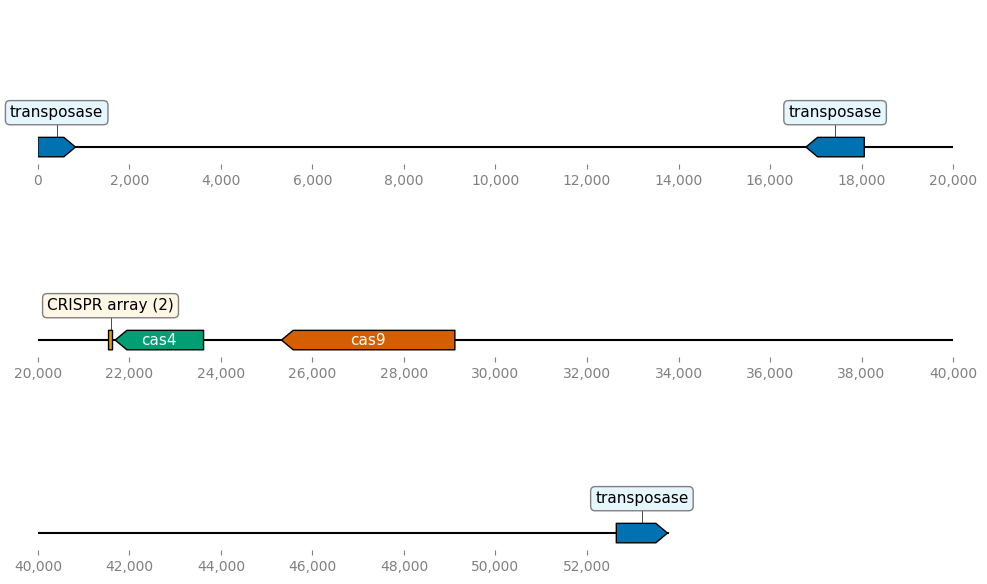 transposase transposase
0 2,000 4,000 6,000 8,000 10,000 12,000 14,000 16,000 18,000 20,000
CRISPR array (2)
cas4 cas9
20,000 22,000 24,000 26,000 28,000 30,000 32,000 34,000 36,000 38,000 40,000
transposase
40,000 42,000 44,000 46,000 48,000 50,000 52,000